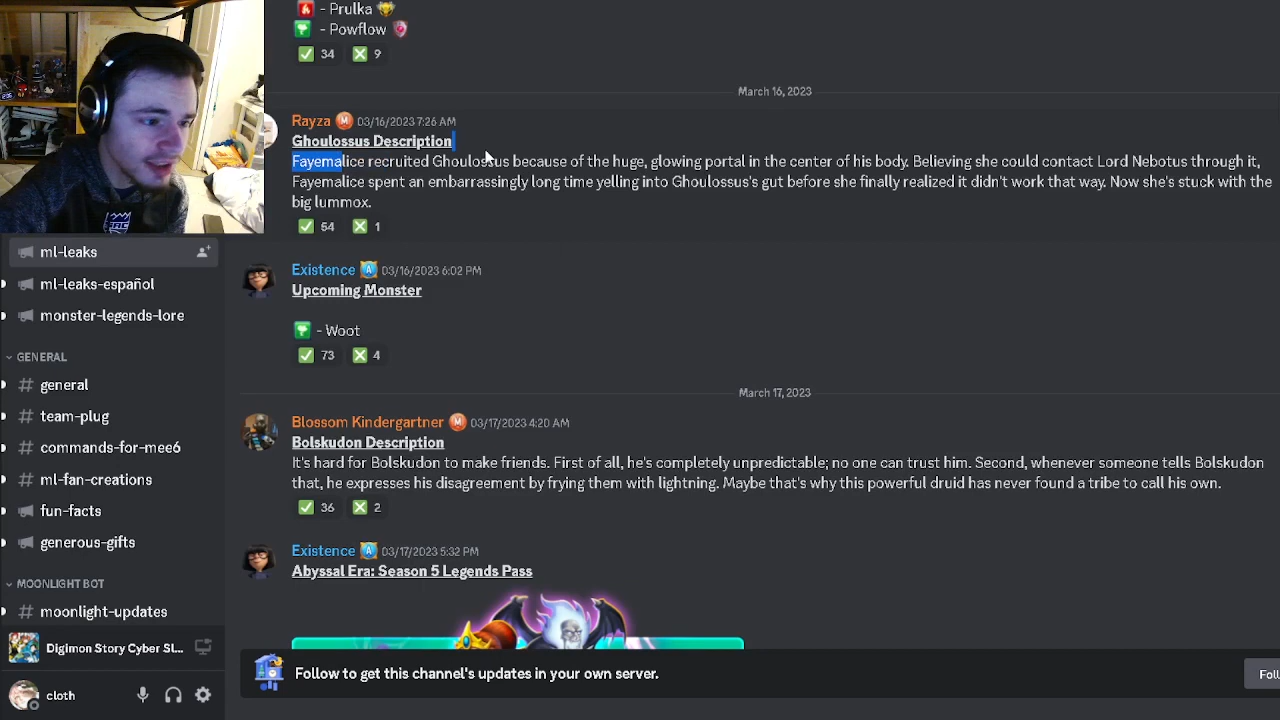 - Prulka
- Powflow
34 9
March 16, 2023
Rayza M 03/16/2023 7:26 AM
Ghoulossus Description
Fayemalice recruited Ghoulossus because of the huge, glowing portal in the center of his body. Believing she could contact Lord Nebotus through it,
Fayemalice spent an embarrassingly long time yelling into Ghoulossus's gut before she finally realized it didn't work that way. Now she's stuck with the
big lummox.
54 1
ml-leaks
Existence A 03/16/2023 6:02 PM
Upcoming Monster
ml-leaks-español
monster-legends-lore
- Woot
73 4
GENERAL
general
March 17, 2023
team-plug
Blossom Kindergartner M 03/17/2023 4:20 AM
Bolskudon Description
commands-for-mee6
It's hard for Bolskudon to make friends. First of all, he's completely unpredictable; no one can trust him. Second, whenever someone tells Bolskudon
that, he expresses his disagreement by frying them with lightning. Maybe that's why this powerful druid has never found a tribe to call his own.
ml-fan-creations
36 2
fun-facts
generous-gifts
Existence A 03/17/2023 5:32 PM
Abyssal Era: Season 5 Legends Pass
MOONLIGHT BOT
moonlight-updates
Digimon Story Cyber Sl...
Follow to get this channel's updates in your own server.
Foll
cloth